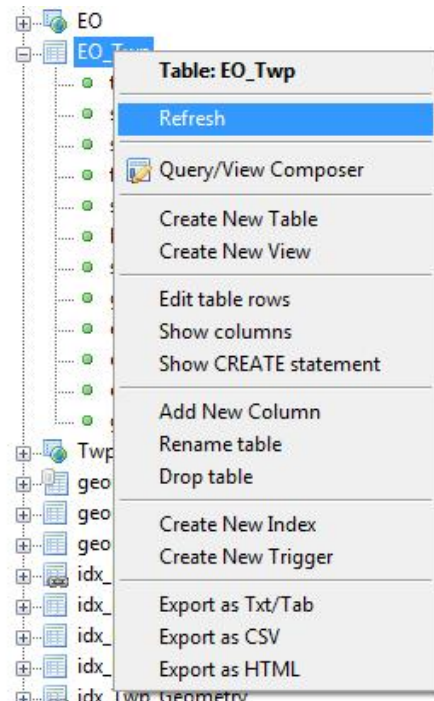 EO
EO_Twp
Table: EO_Twp
Refresh
Query/View Composer
Create New Table
Create New View
Edit table rows
Show columns
Show CREATE statement
Add New Column
Rename table
Drop table
Create New Index
Create New Trigger
Export as Txt/Tab
Export as CSV
Export as HTML
Twp
geo
geo
geo
idx_
idx_
idx_
idx_
idx_Twp_Geometry